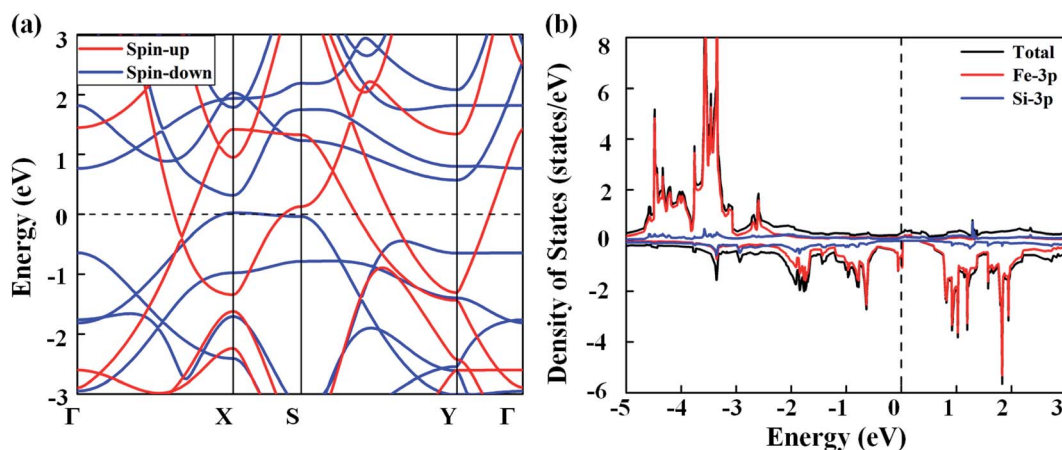 (a)
Spin-up
Spin-down
Energy (eV)
3
2
1
0
-1
-2
-3
Γ X S Y Γ
(b)
Total
Fe-3p
Si-3p
Density of States (states/eV)
8
6
4
2
0
-2
-4
-6
-5 -4 -3 -2 -1 0 1 2 3
Energy (eV)